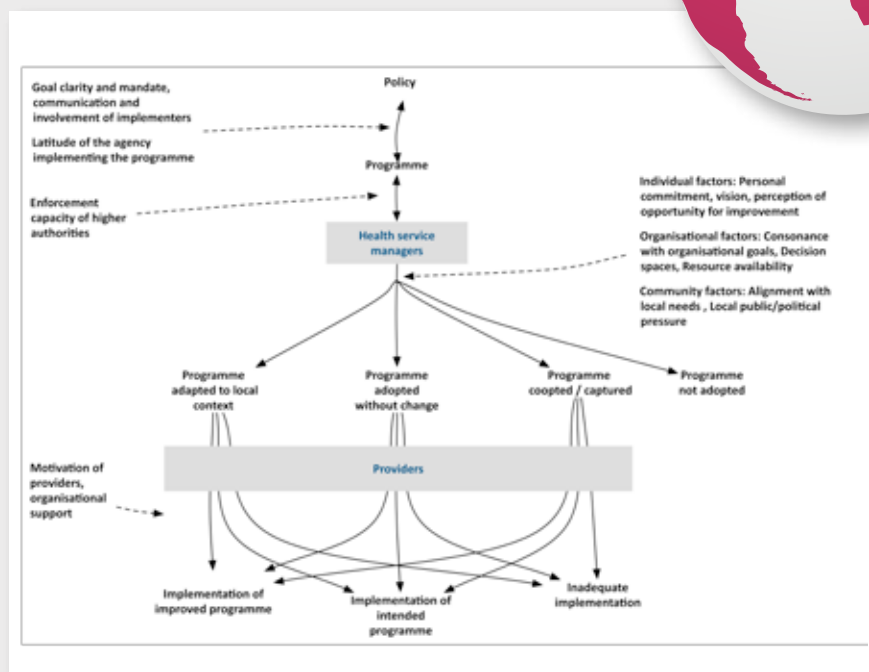 Policy
Goal clarity and mandate,
communication and
involvement of implementers
Latitude of the agency
implementing the programme
Programme
Enforcement
capacity of higher
authorities
Health service
managers
Individual factors: Personal
commitment, vision, perception of
opportunity for improvement
Organisational factors: Consonance
with organisational goals, Decision
spaces, Resource availability
Community factors: Alignment with
local needs , Local public/political
pressure
Programme
adapted to local
context
Programme
adopted
without change
Programme
coopted / captured
Programme
not adopted
Motivation of
providers,
organisational
support
Providers
Implementation of
improved programme
Implementation of
intended
programme
Inadequate
implementation